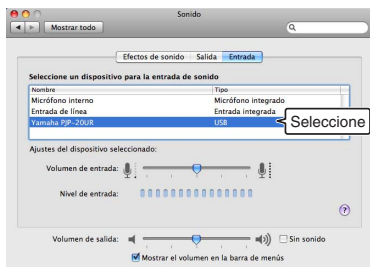 Sonido
Mostrar todo
Efectos de sonido Salida Entrada
Seleccione un dispositivo para la entrada de sonido
Nombre Tipo
Micrófono interno Micrófono integrado
Entrada de línea Entrada integrada
Yamaha PJP-20UR USB
Seleccione
Ajustes del dispositivo seleccionado:
Volumen de entrada:
Nivel de entrada:
?
Volumen de salida: Sin sonido
Mostrar el volumen en la barra de menús